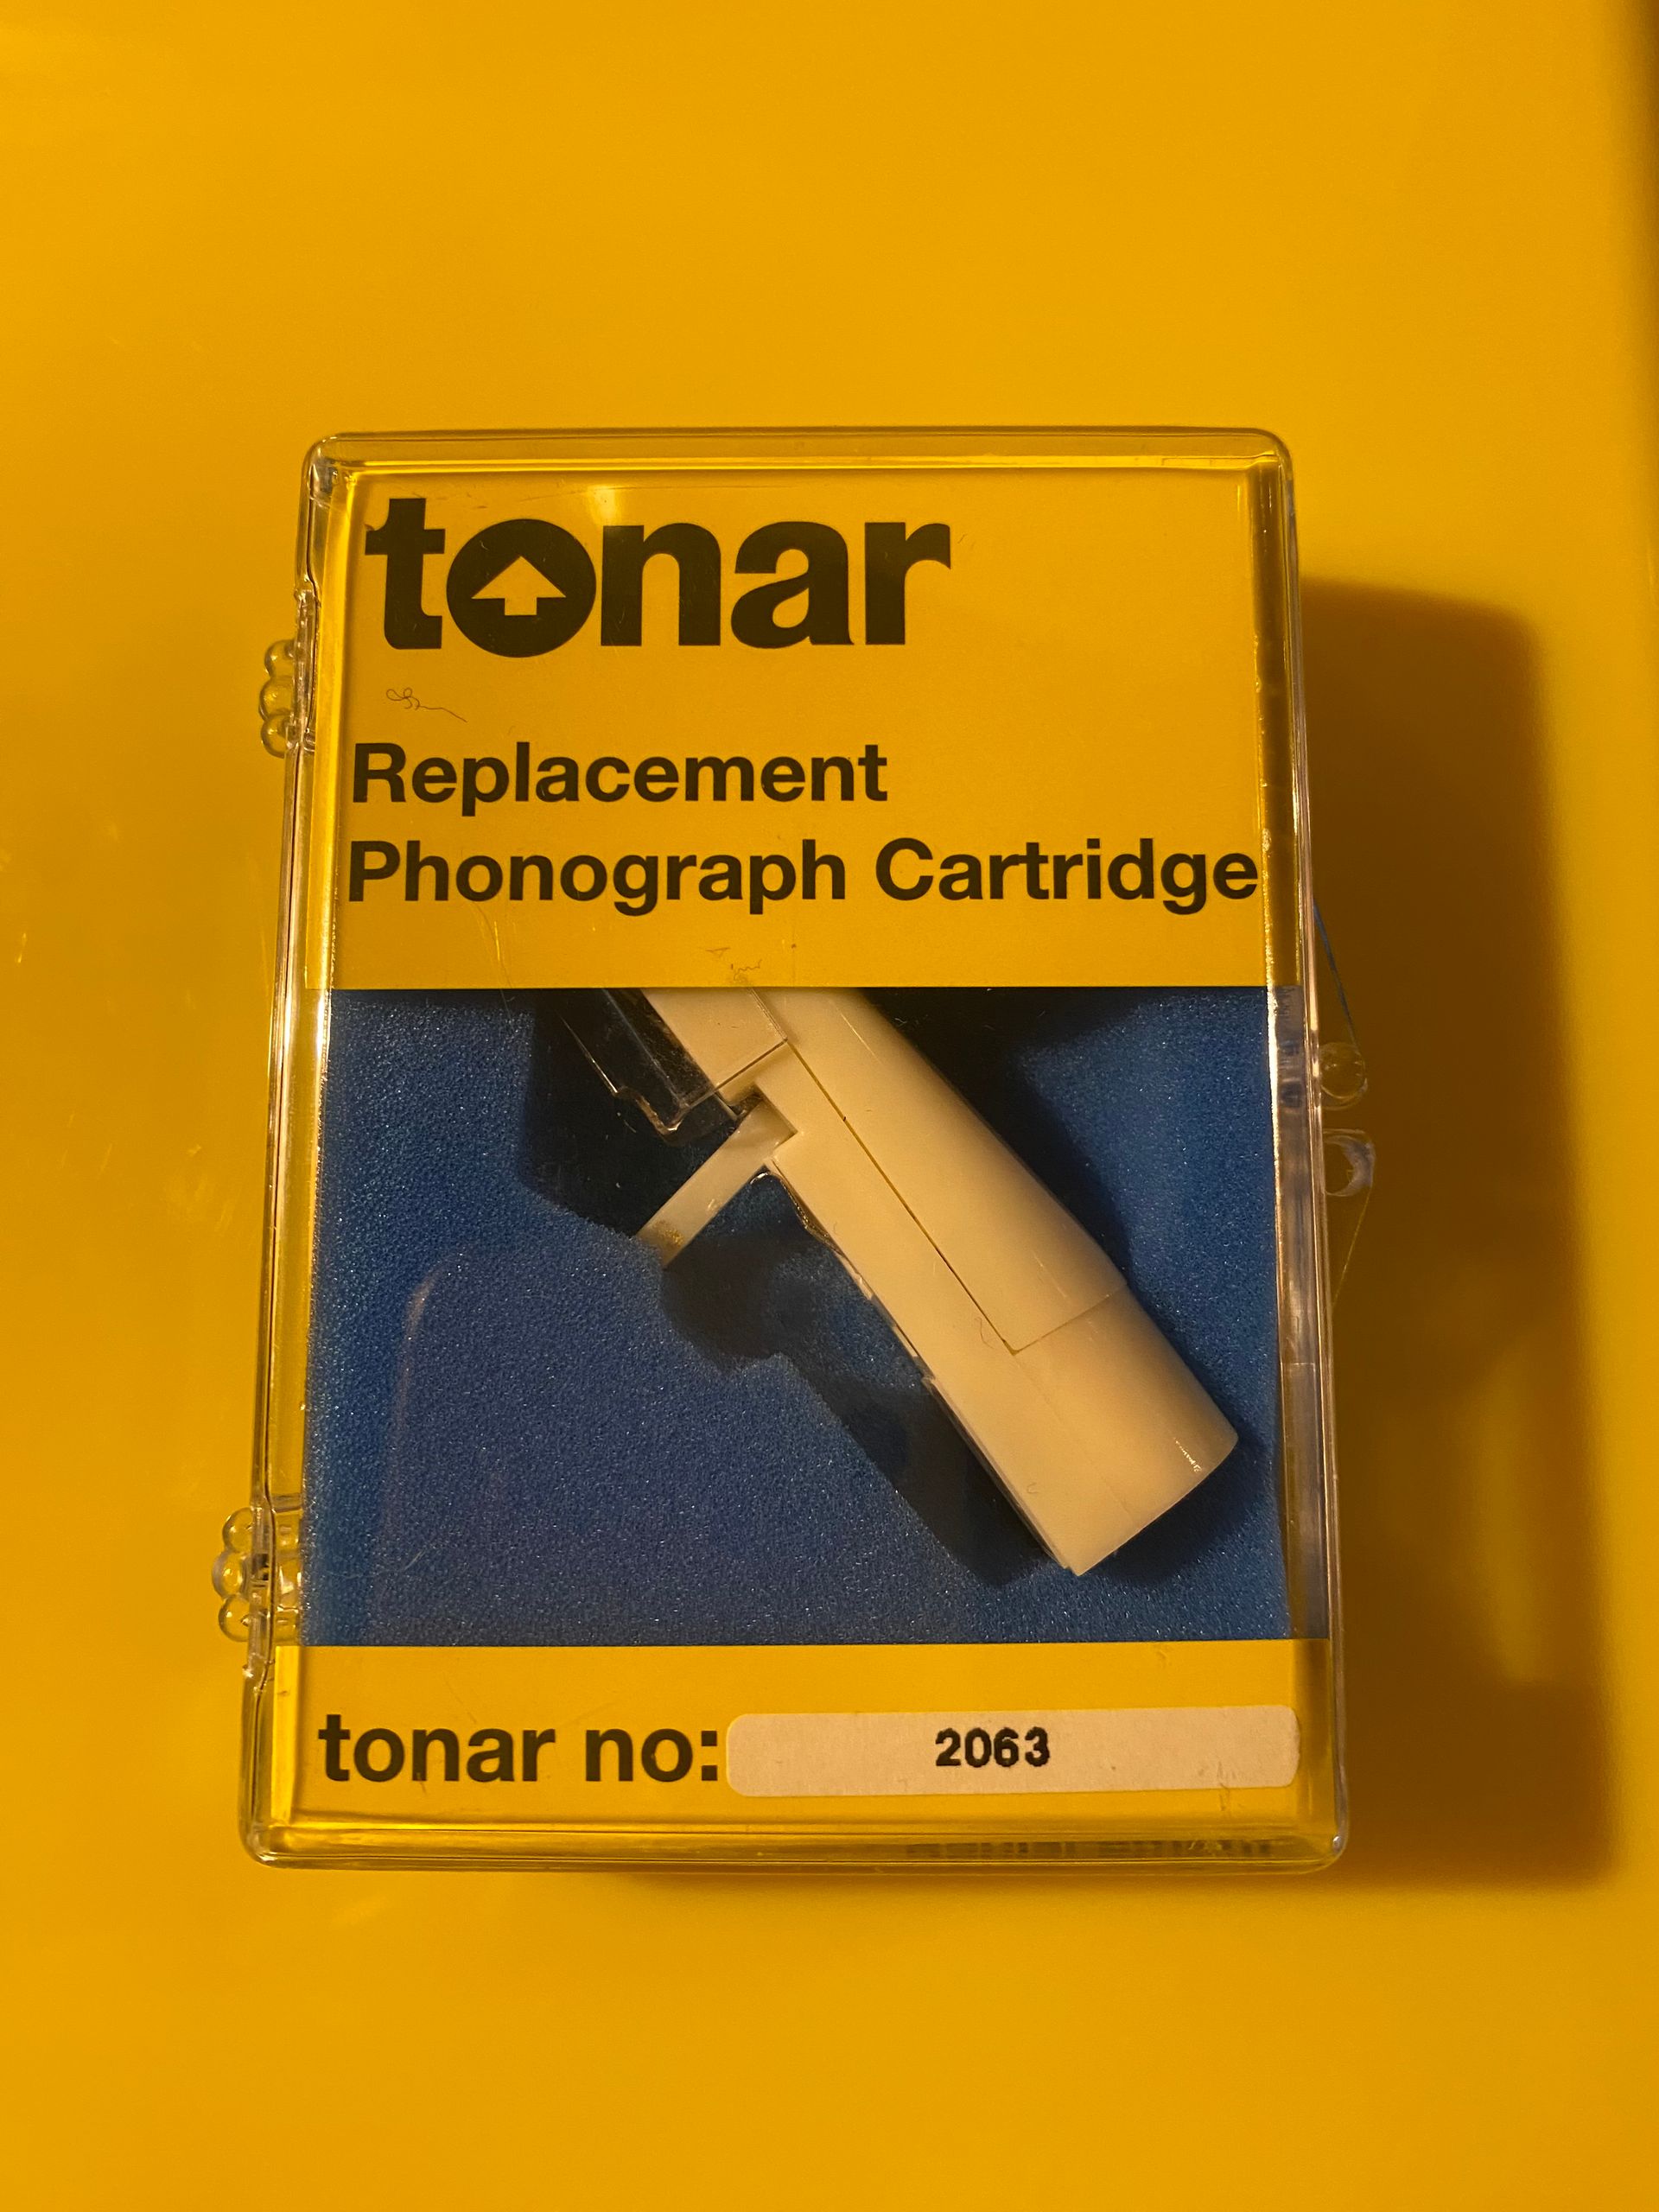 tonar
Replacement
Phonograph Cartridge
tonar no: 2063